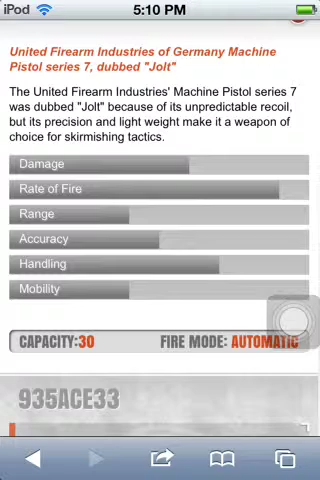 iPod 5:10 PM
United Firearm Industries of Germany Machine
Pistol series 7, dubbed "Jolt"
The United Firearm Industries' Machine Pistol series 7
was dubbed "Jolt" because of its unpredictable recoil,
but its precision and light weight make it a weapon of
choice for skirmishing tactics.
Damage
Rate of Fire
Range
Accuracy
Handling
Mobility
CAPACITY:30 FIRE MODE: AUTOMATIC
935ACE33